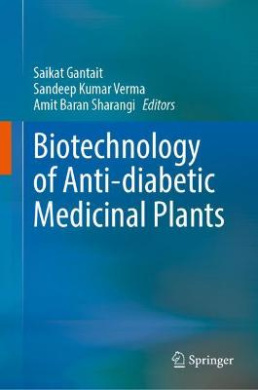 Saikat Gantait
Sandeep Kumar Verma
Amit Baran Sharangi Editors
Biotechnology
of Anti-diabetic
Medicinal Plants
Springer